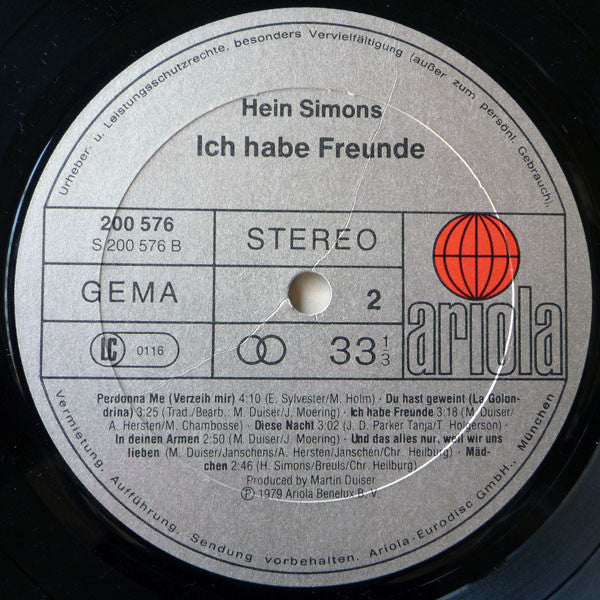 Urheber- u. Leistungsschutzrechte, besonders Vervielfältigung (außer zum persönl. Gebrauch),
Hein Simons
Ich habe Freunde
200 576
S 200 576 B
STEREO
GEMA
2
LC 0116
33 1/3
ariola
Perdonna Me (Verzeih mir) 4:10 (E. Sylvester/M. Holm) · Du hast geweint (La Golon-
drina) 3:25 (Trad./Bearb.: M. Duiser/J. Moering) · Ich habe Freunde 3:18 (M. Duiser/
A. Hersten/M. Chambosse) · Diese Nacht 3:02 (J. D. Parker Tanja/T. Holgerson)
In deinen Armen 2:50 (M. Duiser/J. Moering) · Und das alles nur, weil wir uns
lieben (M. Duiser/Janschens/A. Hersten/Janschen/Chr. Heilburg) · Mäd-
chen 2:46 (H. Simons/Breuls/Chr. Heilburg)
Produced by Martin Duiser
Ⓟ 1979 Ariola Benelux B. V.
Vermietung, Aufführung, Sendung vorbehalten. Ariola-Eurodisc GmbH., München